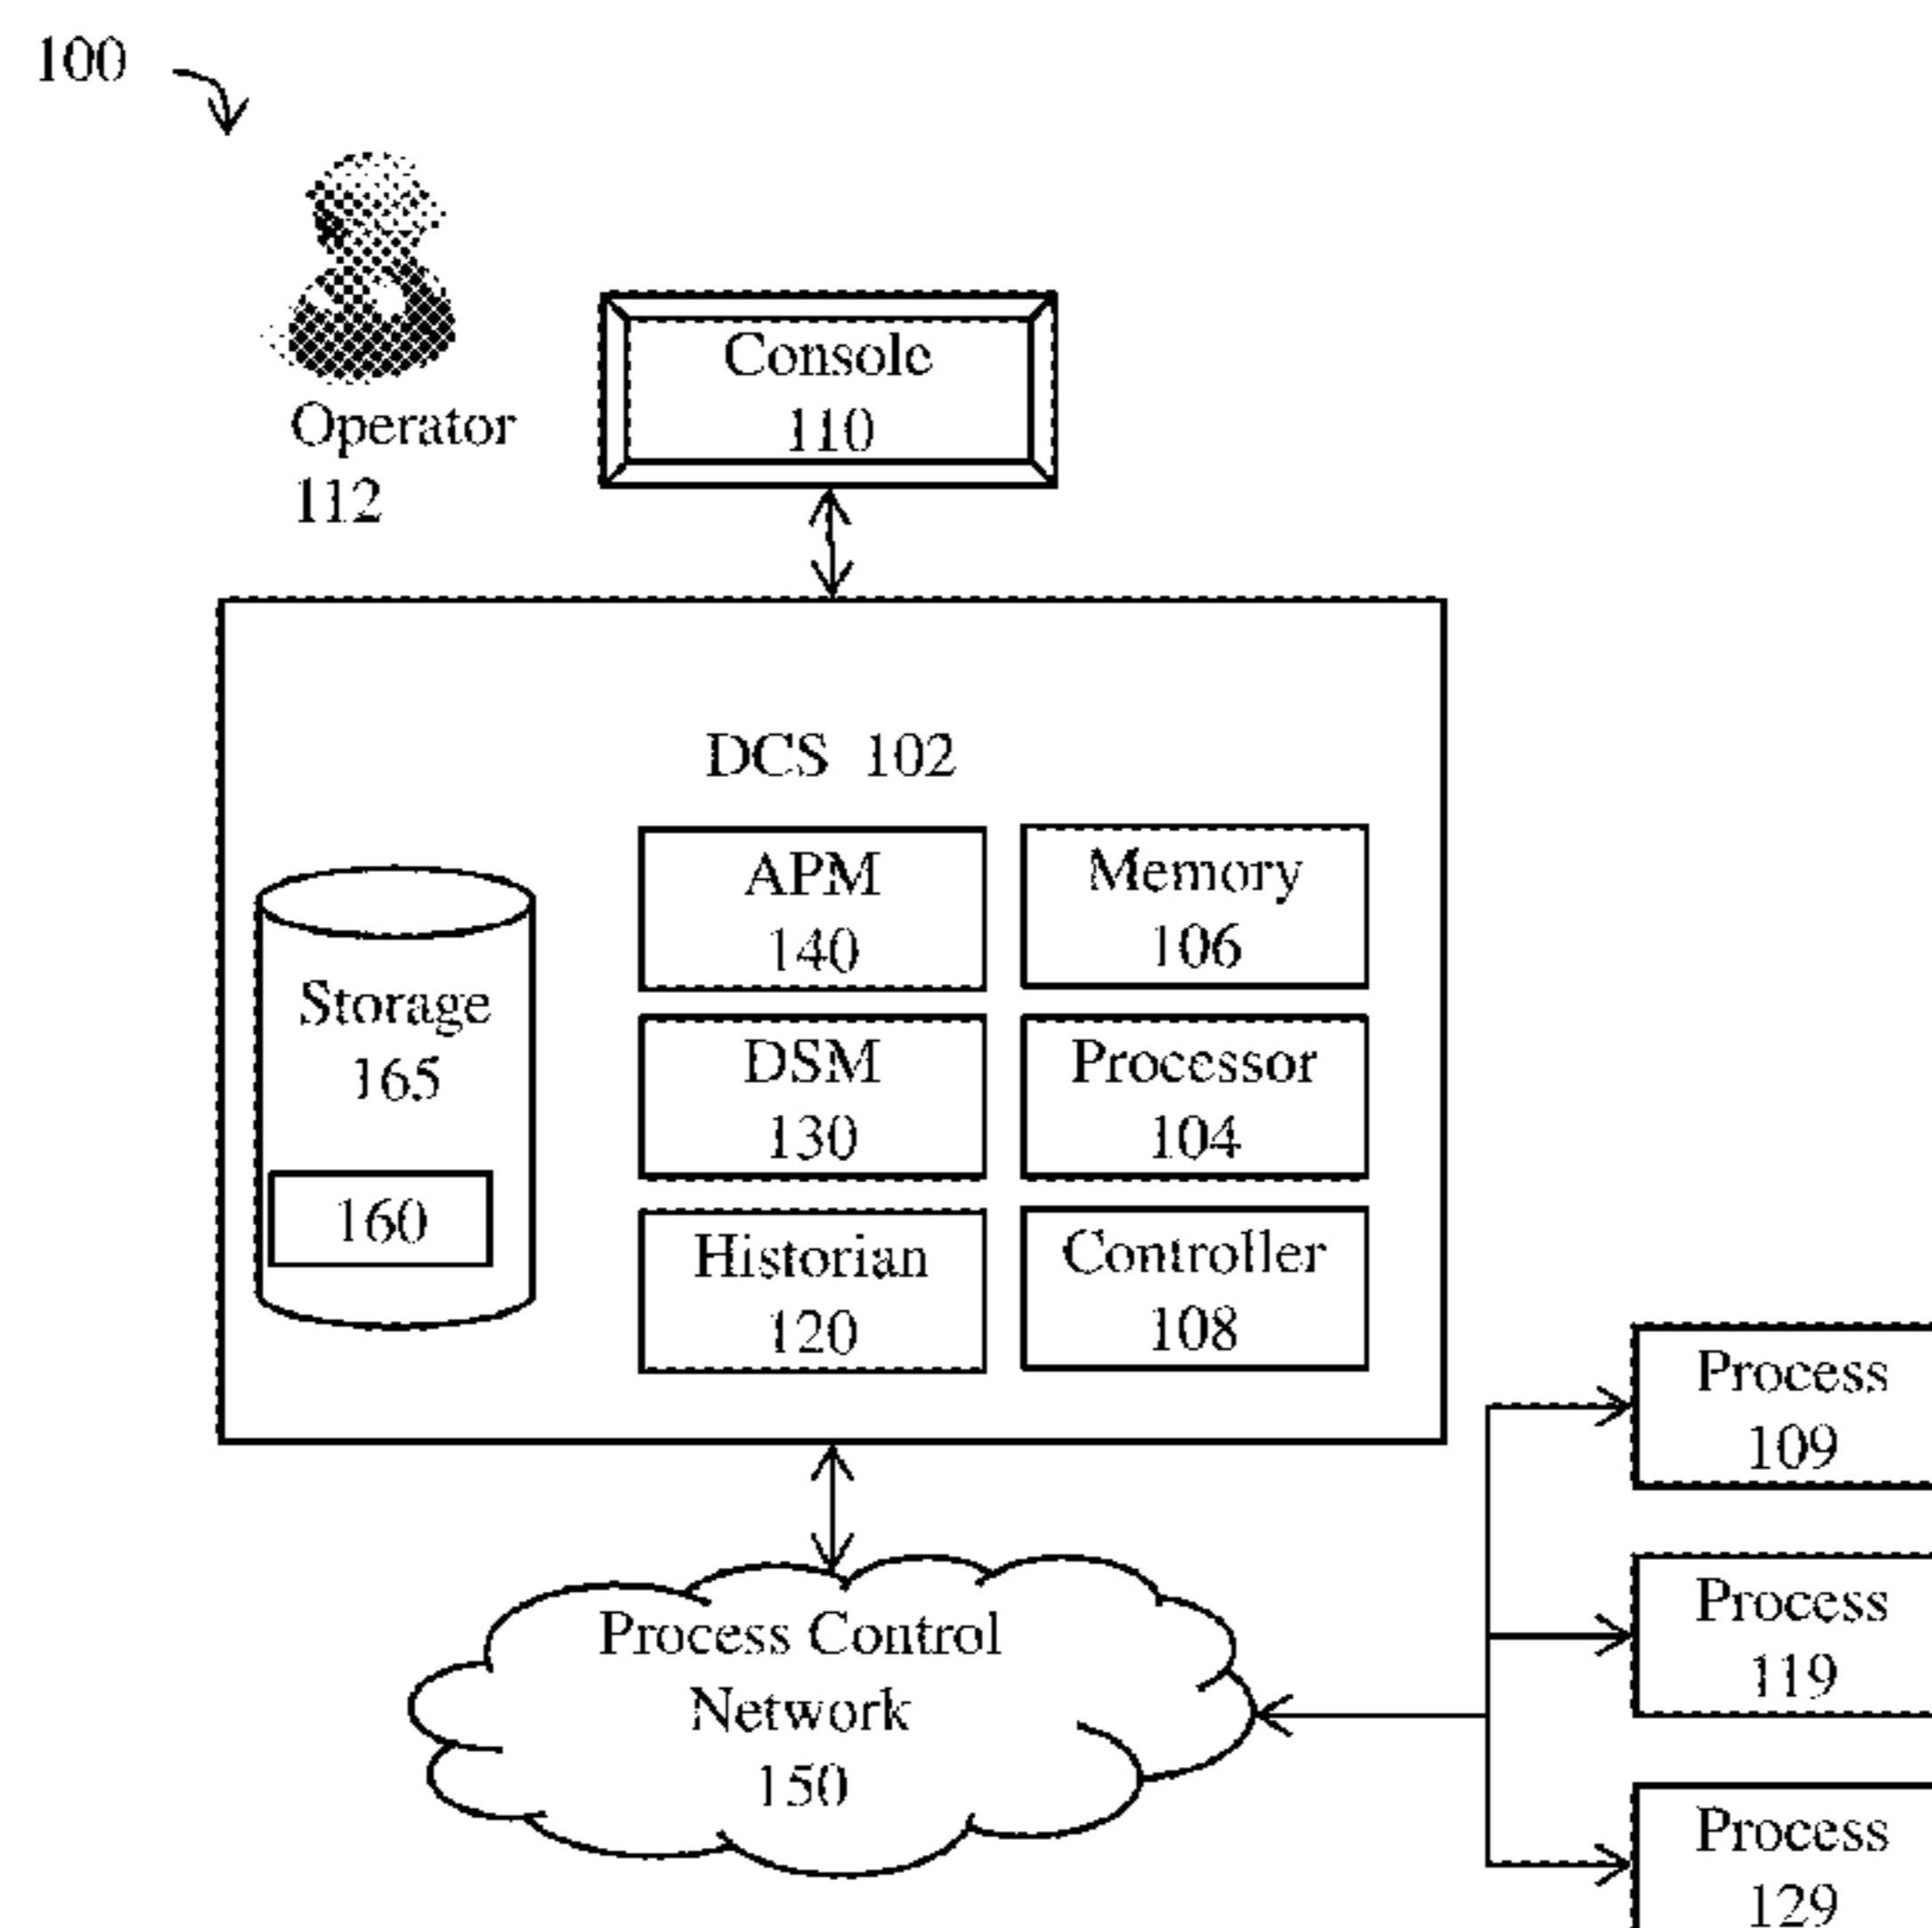 100
Operator
112
Console
110
DCS 102
APM
140
Memory
106
Storage
165
160
DSM
130
Processor
104
Historian
120
Controller
108
Process Control
Network
150
Process
109
Process
119
Process
129